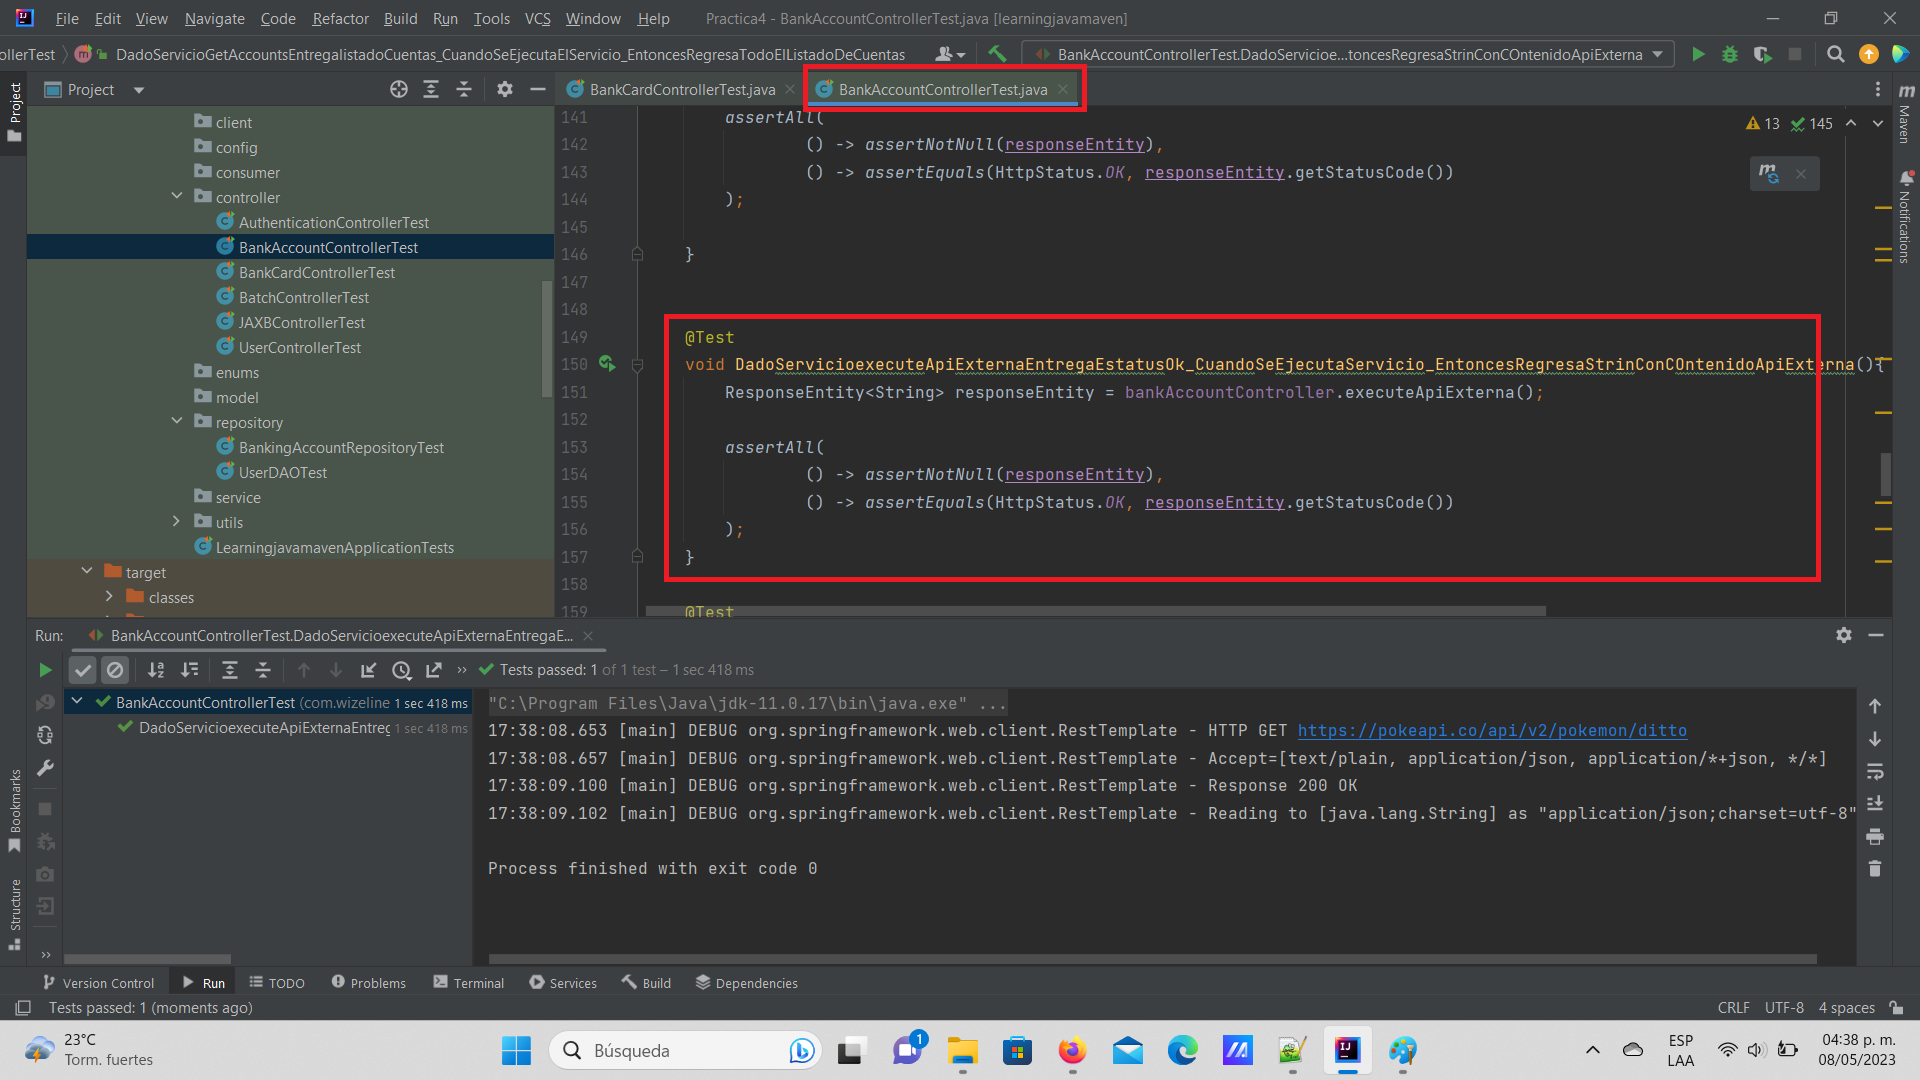 File Edit View Navigate Code Refactor Build Run Tools VCS Window Help Practica4 - BankAccountControllerTest.java [learningjavamaven]
ollerTest DadoServicioGetAccountsEntregalistadoCuentas_CuandoSeEjecutaElServicio_EntoncesRegresaTodoElListadoDeCuentas BankAccountControllerTest.DadoServicioe...toncesRegresaStrinConCOntenidoApiExterna
Project
BankCardControllerTest.java
BankAccountControllerTest.java
Project
Maven
Notifications
client
config
consumer
controller
AuthenticationControllerTest
BankAccountControllerTest
BankCardControllerTest
BatchControllerTest
JAXBControllerTest
UserControllerTest
enums
model
repository
BankingAccountRepositoryTest
UserDAOTest
service
utils
LearningjavamavenApplicationTests
target
classes
13 145
141 assertAll(
142 () -> assertNotNull(responseEntity),
143 () -> assertEquals(HttpStatus.OK, responseEntity.getStatusCode())
144 );
145
146 }
147
148
149 @Test
150 void DadoServicioexecuteApiExternaEntregaEstatusOk_CuandoSeEjecutaServicio_EntoncesRegresaStrinConCOntenidoApiExterna(){
151 ResponseEntity<String> responseEntity = bankAccountController.executeApiExterna();
152
153 assertAll(
154 () -> assertNotNull(responseEntity),
155 () -> assertEquals(HttpStatus.OK, responseEntity.getStatusCode())
156 );
157 }
158
159 @Test
Run: BankAccountControllerTest.DadoServicioexecuteApiExternaEntregaE...
Tests passed: 1 of 1 test – 1 sec 418 ms
BankAccountControllerTest (com.wizeline 1 sec 418 ms
DadoServicioexecuteApiExternaEntreg 1 sec 418 ms
"C:\Program Files\Java\jdk-11.0.17\bin\java.exe" ...
17:38:08.653 [main] DEBUG org.springframework.web.client.RestTemplate - HTTP GET https://pokeapi.co/api/v2/pokemon/ditto
17:38:08.657 [main] DEBUG org.springframework.web.client.RestTemplate - Accept=[text/plain, application/json, application/*+json, */*]
17:38:09.100 [main] DEBUG org.springframework.web.client.RestTemplate - Response 200 OK
17:38:09.102 [main] DEBUG org.springframework.web.client.RestTemplate - Reading to [java.lang.String] as "application/json;charset=utf-8"
Process finished with exit code 0
Bookmarks
Structure
Version Control Run TODO Problems Terminal Services Build Dependencies
Tests passed: 1 (moments ago)
CRLF UTF-8 4 spaces
23°C
Torm. fuertes
Búsqueda
1
ESP
LAA
04:38 p. m.
08/05/2023